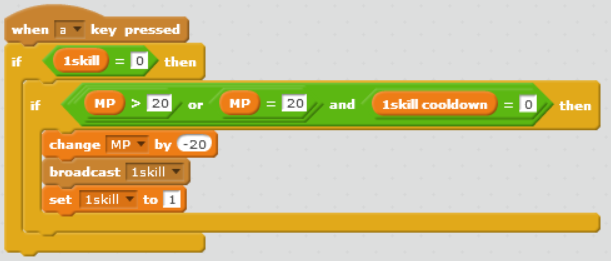 when a key pressed
if 1skill = 0 then
if MP > 20 or MP = 20 and 1skill cooldown = 0 then
change MP by -20
broadcast 1skill
set 1skill to 1